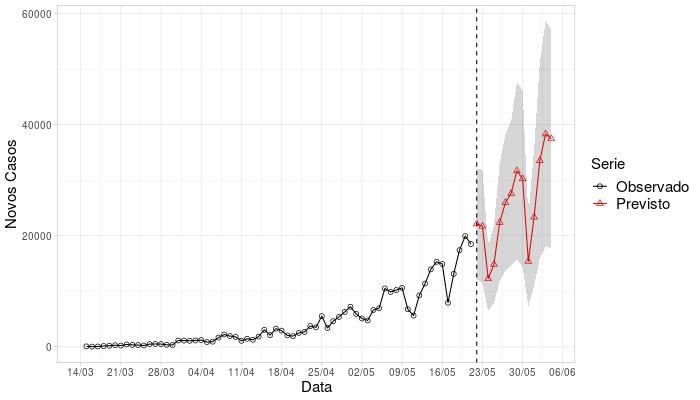 60000
40000
20000
0
Novos Casos
14/03 21/03 28/03 04/04 11/04 18/04 25/04 02/05 09/05 16/05 23/05 30/05 06/06
Data
Serie
Observado
Previsto